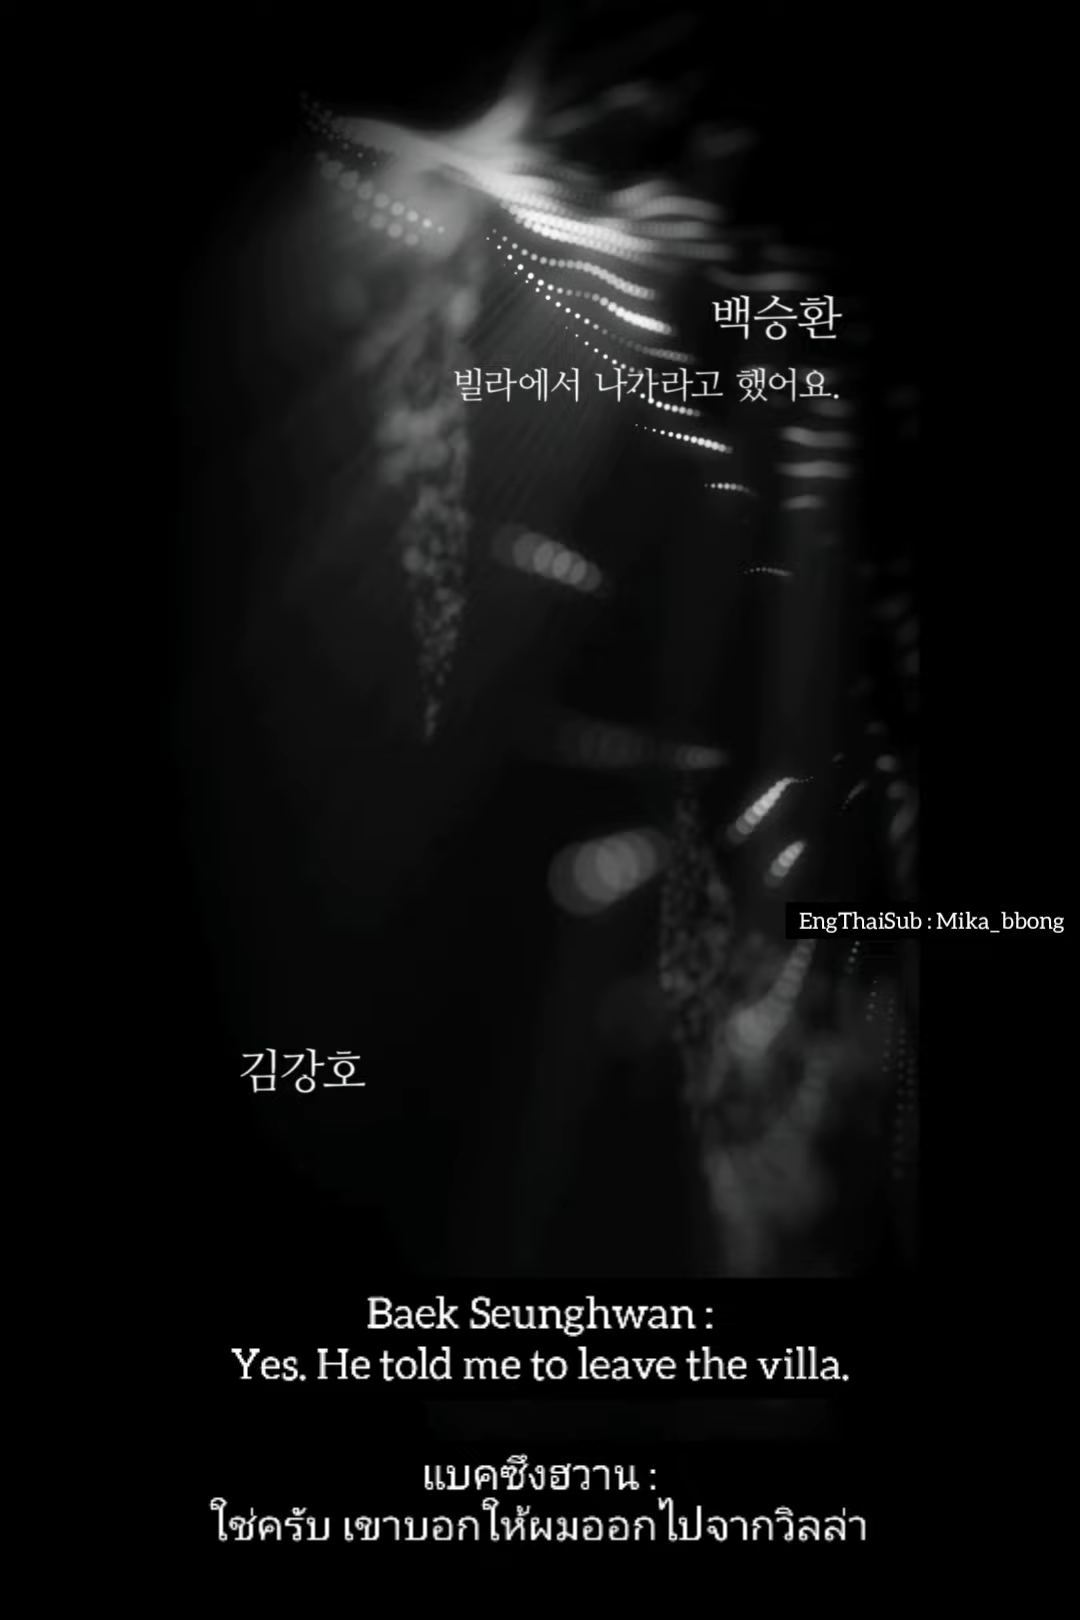 백승환
빌라에서 나가라고 했어요.
EngThaiSub : Mika_bbong
김강호
Baek Seunghwan :
Yes. He told me to leave the villa.
แบคซึงฮวาน :
ใช่ครับ เขาบอกให้ผมออกไปจากวิลล่า